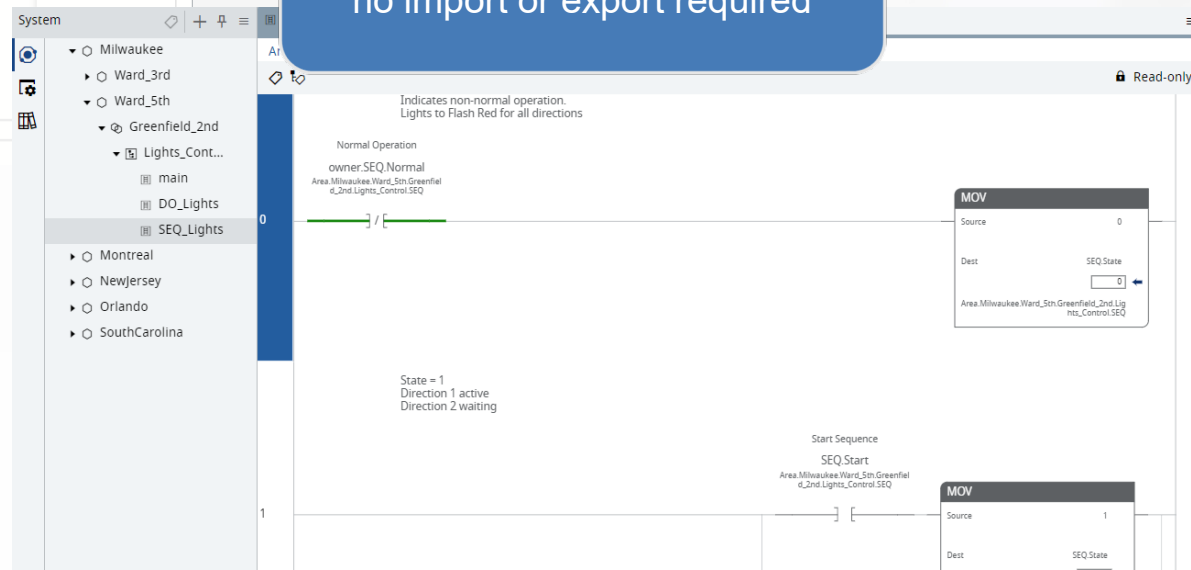 no import or export required
System
Milwaukee
Ward_3rd
Ward_5th
Greenfield_2nd
Lights_Cont...
main
DO_Lights
SEQ_Lights
Montreal
NewJersey
Orlando
SouthCarolina
Read-only
Indicates non-normal operation.
Lights to Flash Red for all directions
Normal Operation
owner.SEQ.Normal
Area.Milwaukee.Ward_5th.Greenfiel
d_2nd.Lights_Control.SEQ
0
MOV
Source 0
Dest SEQ.State
0
Area.Milwaukee.Ward_5th.Greenfield_2nd.Lig
hts_Control.SEQ
State = 1
Direction 1 active
Direction 2 waiting
Start Sequence
SEQ.Start
Area.Milwaukee.Ward_5th.Greenfiel
d_2nd.Lights_Control.SEQ
1
MOV
Source 1
Dest SEQ.State